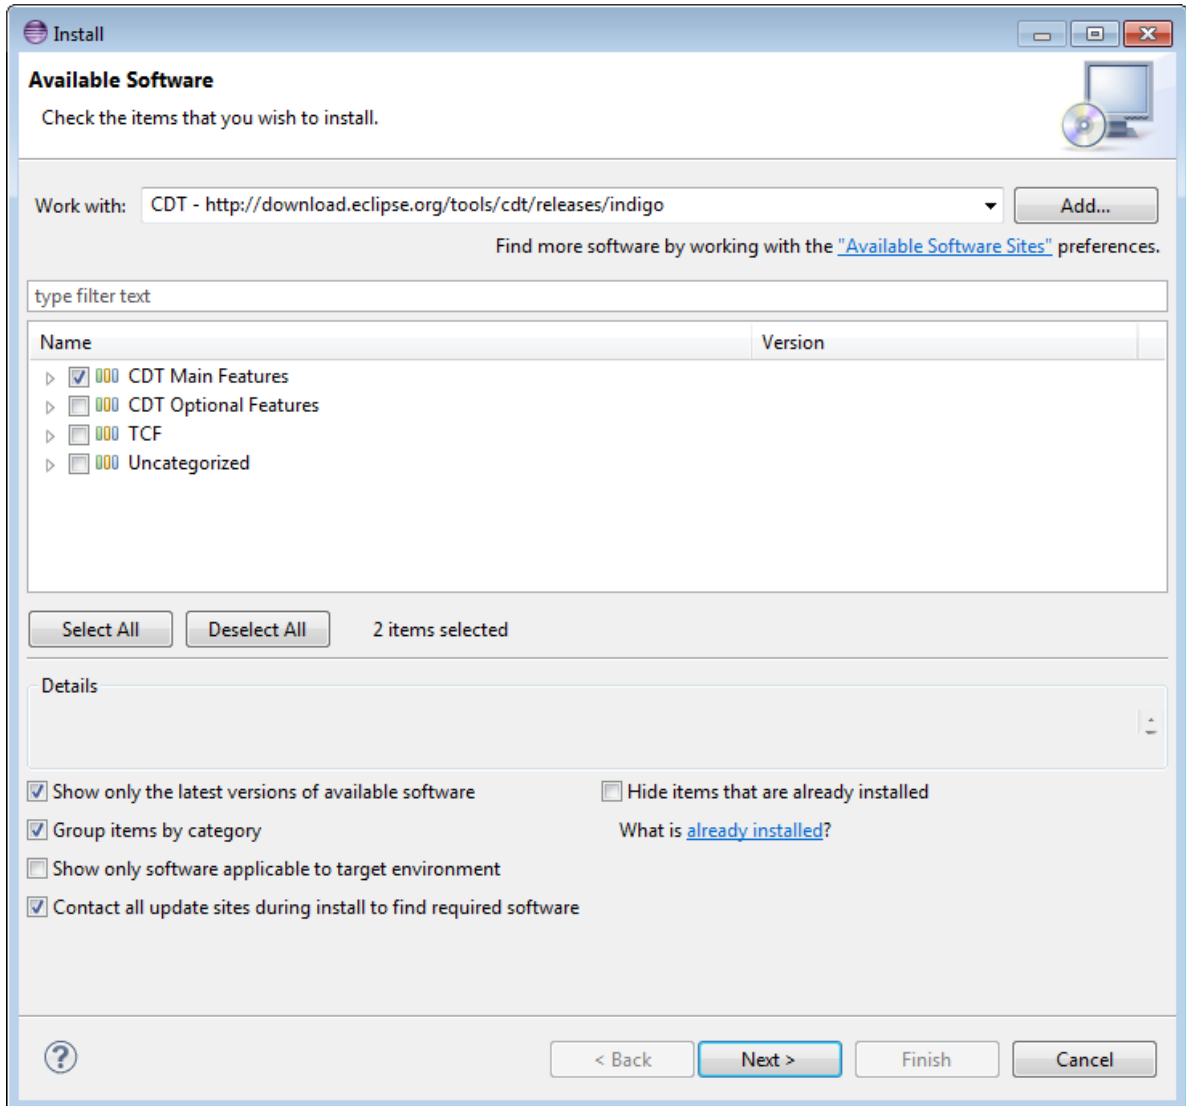 Install
Available Software
Check the items that you wish to install.
Work with: CDT - http://download.eclipse.org/tools/cdt/releases/indigo Add...
Find more software by working with the "Available Software Sites" preferences.
type filter text
Name Version
CDT Main Features
CDT Optional Features
TCF
Uncategorized
Select All Deselect All 2 items selected
Details
Show only the latest versions of available software Hide items that are already installed
Group items by category What is already installed?
Show only software applicable to target environment
Contact all update sites during install to find required software
? < Back Next > Finish Cancel